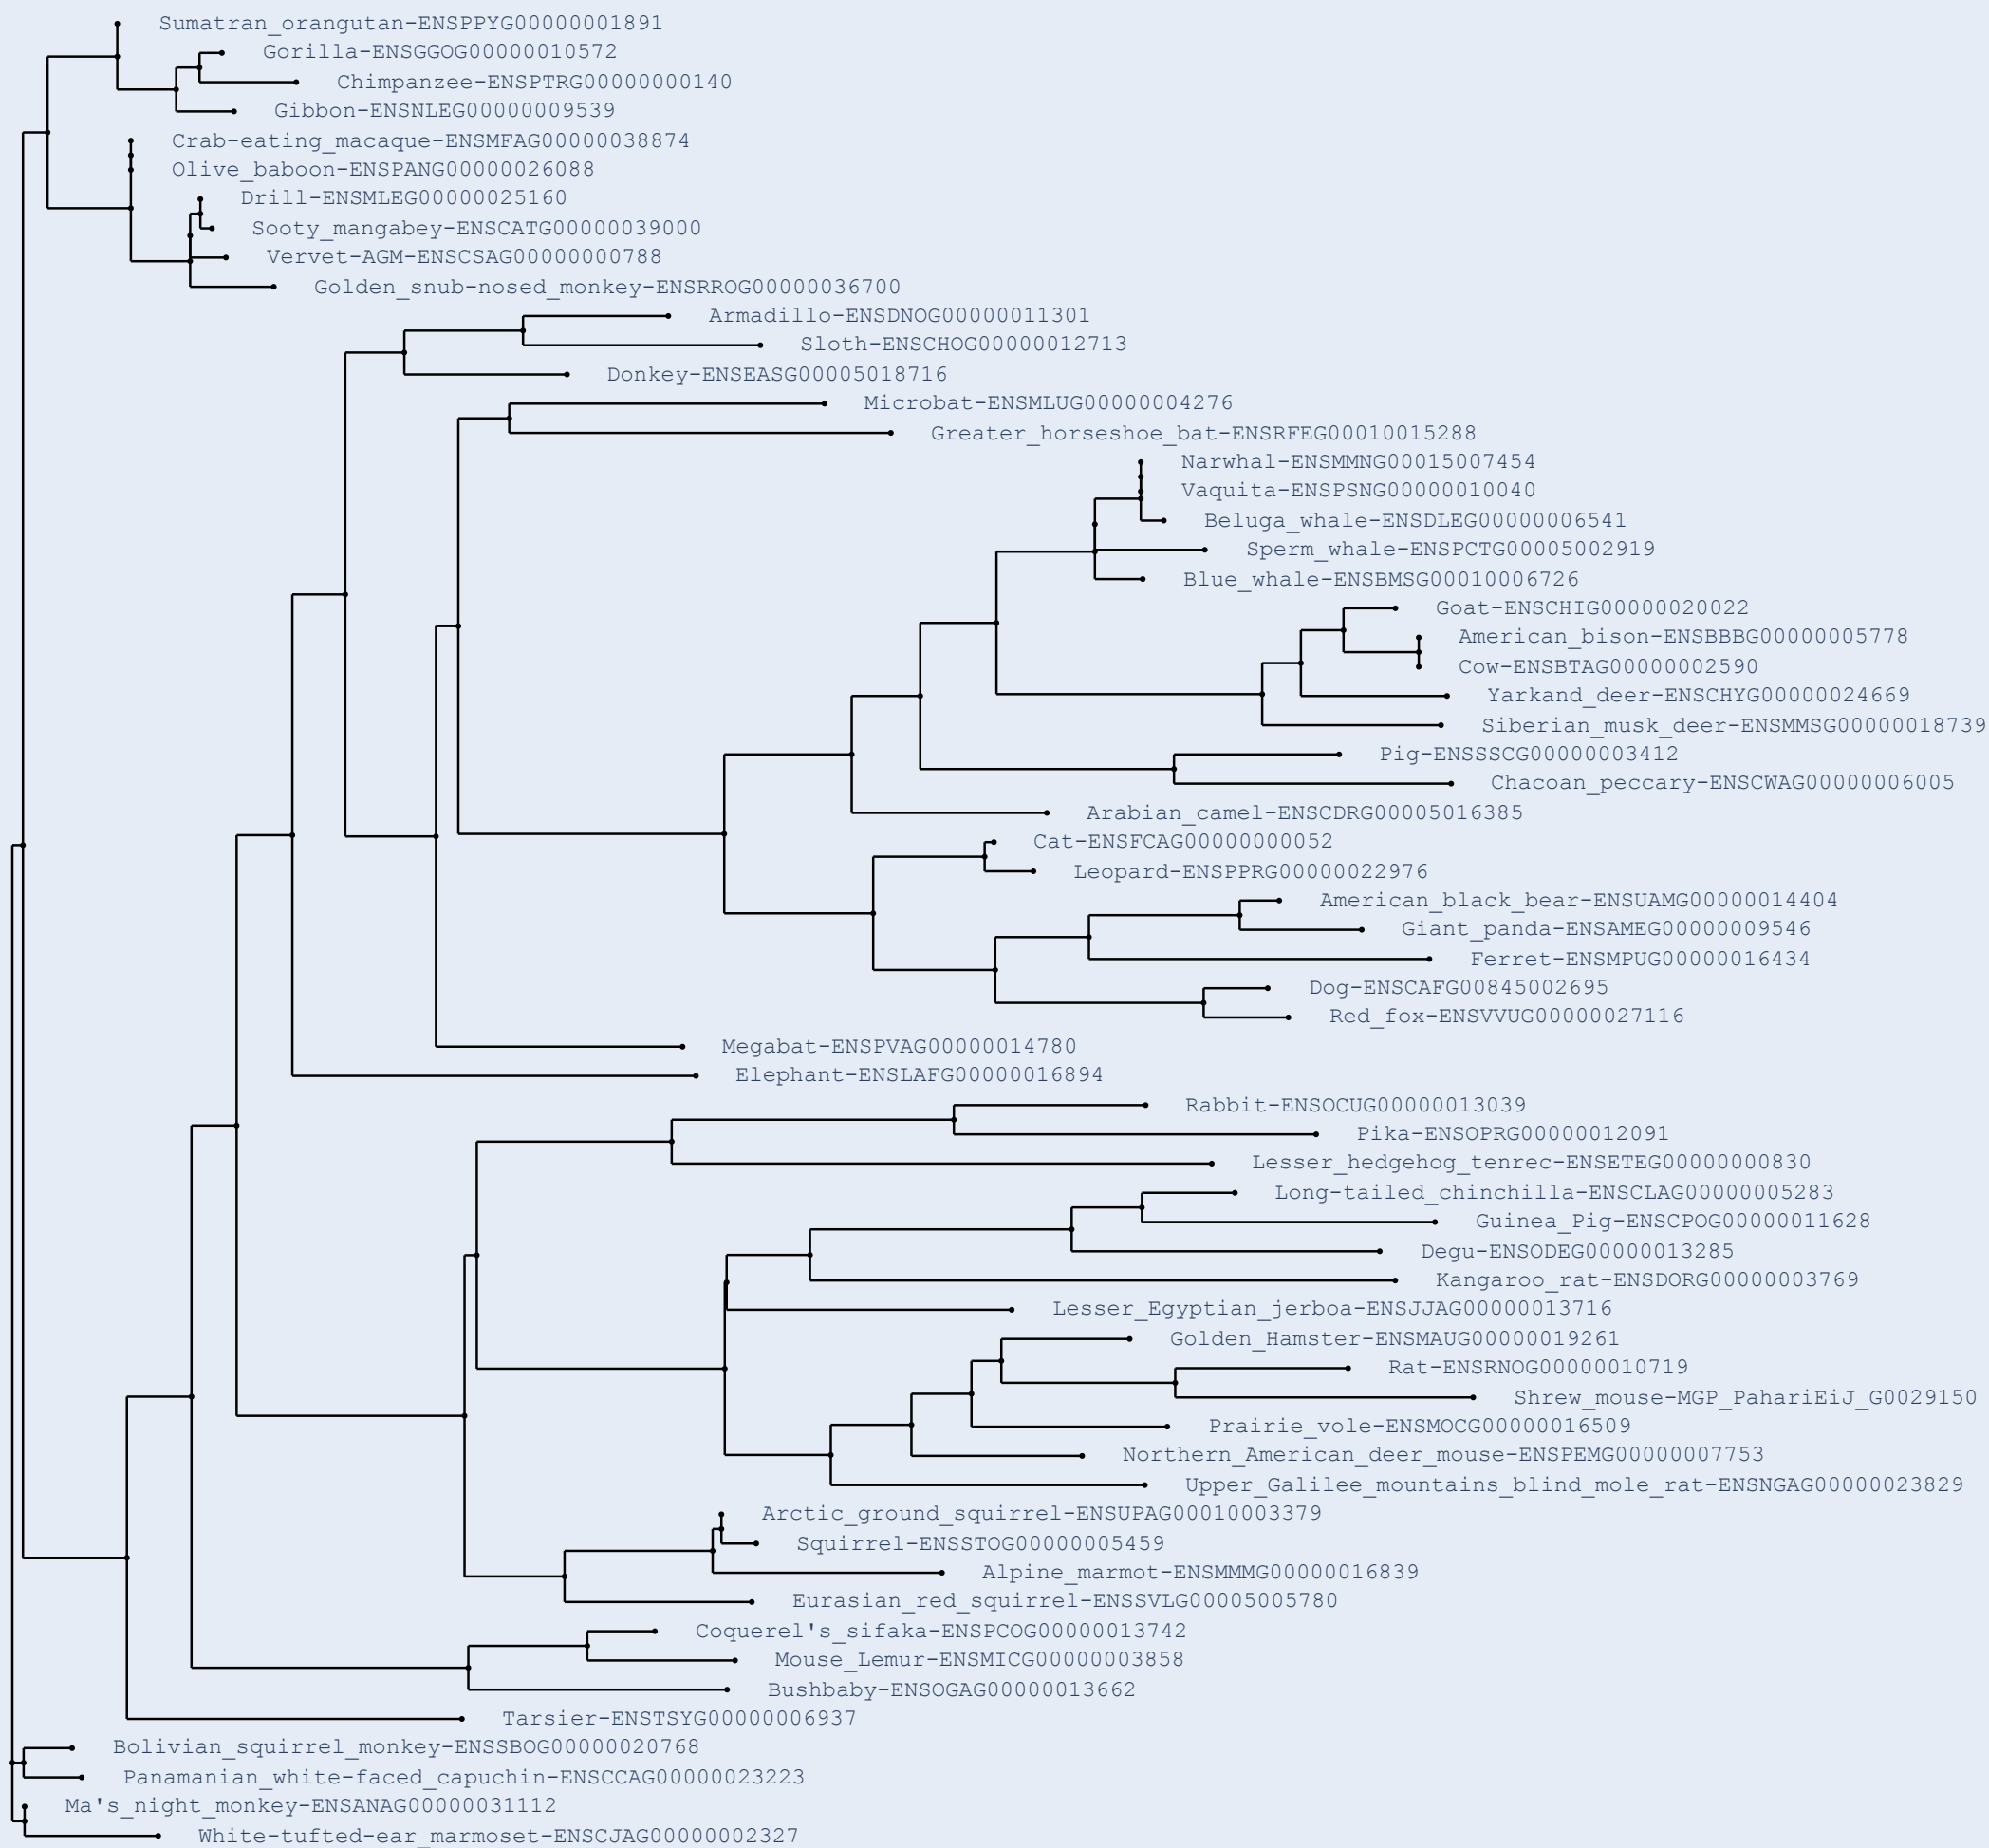 Sumatran_orangutan-ENSPPYG00000001891
Gorilla-ENSGGOG00000010572
Chimpanzee-ENSPTRG00000000140
Gibbon-ENSNLEG00000009539
Crab-eating_macaque-ENSMFAG00000038874
Olive_baboon-ENSPANG00000026088
Drill-ENSMLEG00000025160
Sooty_mangabey-ENSCATG00000039000
Vervet-AGM-ENSCSAG00000000788
Golden_snub-nosed_monkey-ENSRROG00000036700
Armadillo-ENSDNOG00000011301
Sloth-ENSCHOG00000012713
Donkey-ENSEASG00005018716
Microbat-ENSMLUG00000004276
Greater_horseshoe_bat-ENSRFEG00010015288
Narwhal-ENSMMNG00015007454
Vaquita-ENSPSNG00000010040
Beluga_whale-ENSDLEG00000006541
Sperm_whale-ENSPCTG00005002919
Blue_whale-ENSBMSG00010006726
Goat-ENSCHIG00000020022
American_bison-ENSBBBG00000005778
Cow-ENSBTAG00000002590
Yarkand_deer-ENSCHYG00000024669
Siberian_musk_deer-ENSMMSG00000018739
Pig-ENSSSCG00000003412
Chacoan_peccary-ENSCWAG00000006005
Arabian_camel-ENSCDRG00005016385
Cat-ENSFCAG00000000052
Leopard-ENSPPRG00000022976
American_black_bear-ENSUAMG00000014404
Giant_panda-ENSAMEG00000009546
Ferret-ENSMPUG00000016434
Dog-ENSCAFG00845002695
Red_fox-ENSVVUG00000027116
Megabat-ENSPVAG00000014780
Elephant-ENSLAFG00000016894
Rabbit-ENSOCUG00000013039
Pika-ENSOPRG00000012091
Lesser_hedgehog_tenrec-ENSETEG00000000830
Long-tailed_chinchilla-ENSCLAG00000005283
Guinea_Pig-ENSCPOG00000011628
Degu-ENSODEG00000013285
Kangaroo_rat-ENSDORG00000003769
Lesser_Egyptian_jerboa-ENSJJAG00000013716
Golden_Hamster-ENSMAUG00000019261
Rat-ENSRNOG00000010719
Shrew_mouse-MGP_PahariEiJ_G0029150
Prairie_vole-ENSMOCG00000016509
Northern_American_deer_mouse-ENSPEMG00000007753
Upper_Galilee_mountains_blind_mole_rat-ENSNGAG00000023829
Arctic_ground_squirrel-ENSUPAG00010003379
Squirrel-ENSSTOG00000005459
Alpine_marmot-ENSMMMG00000016839
Eurasian_red_squirrel-ENSSVLG00005005780
Coquerel's_sifaka-ENSPCOG00000013742
Mouse_Lemur-ENSMICG00000003858
Bushbaby-ENSOGAG00000013662
Tarsier-ENSTSYG00000006937
Bolivian_squirrel_monkey-ENSSBOG00000020768
Panamanian_white-faced_capuchin-ENSCCAG00000023223
Ma's_night_monkey-ENSANAG00000031112
White-tufted-ear_marmoset-ENSCJAG00000002327